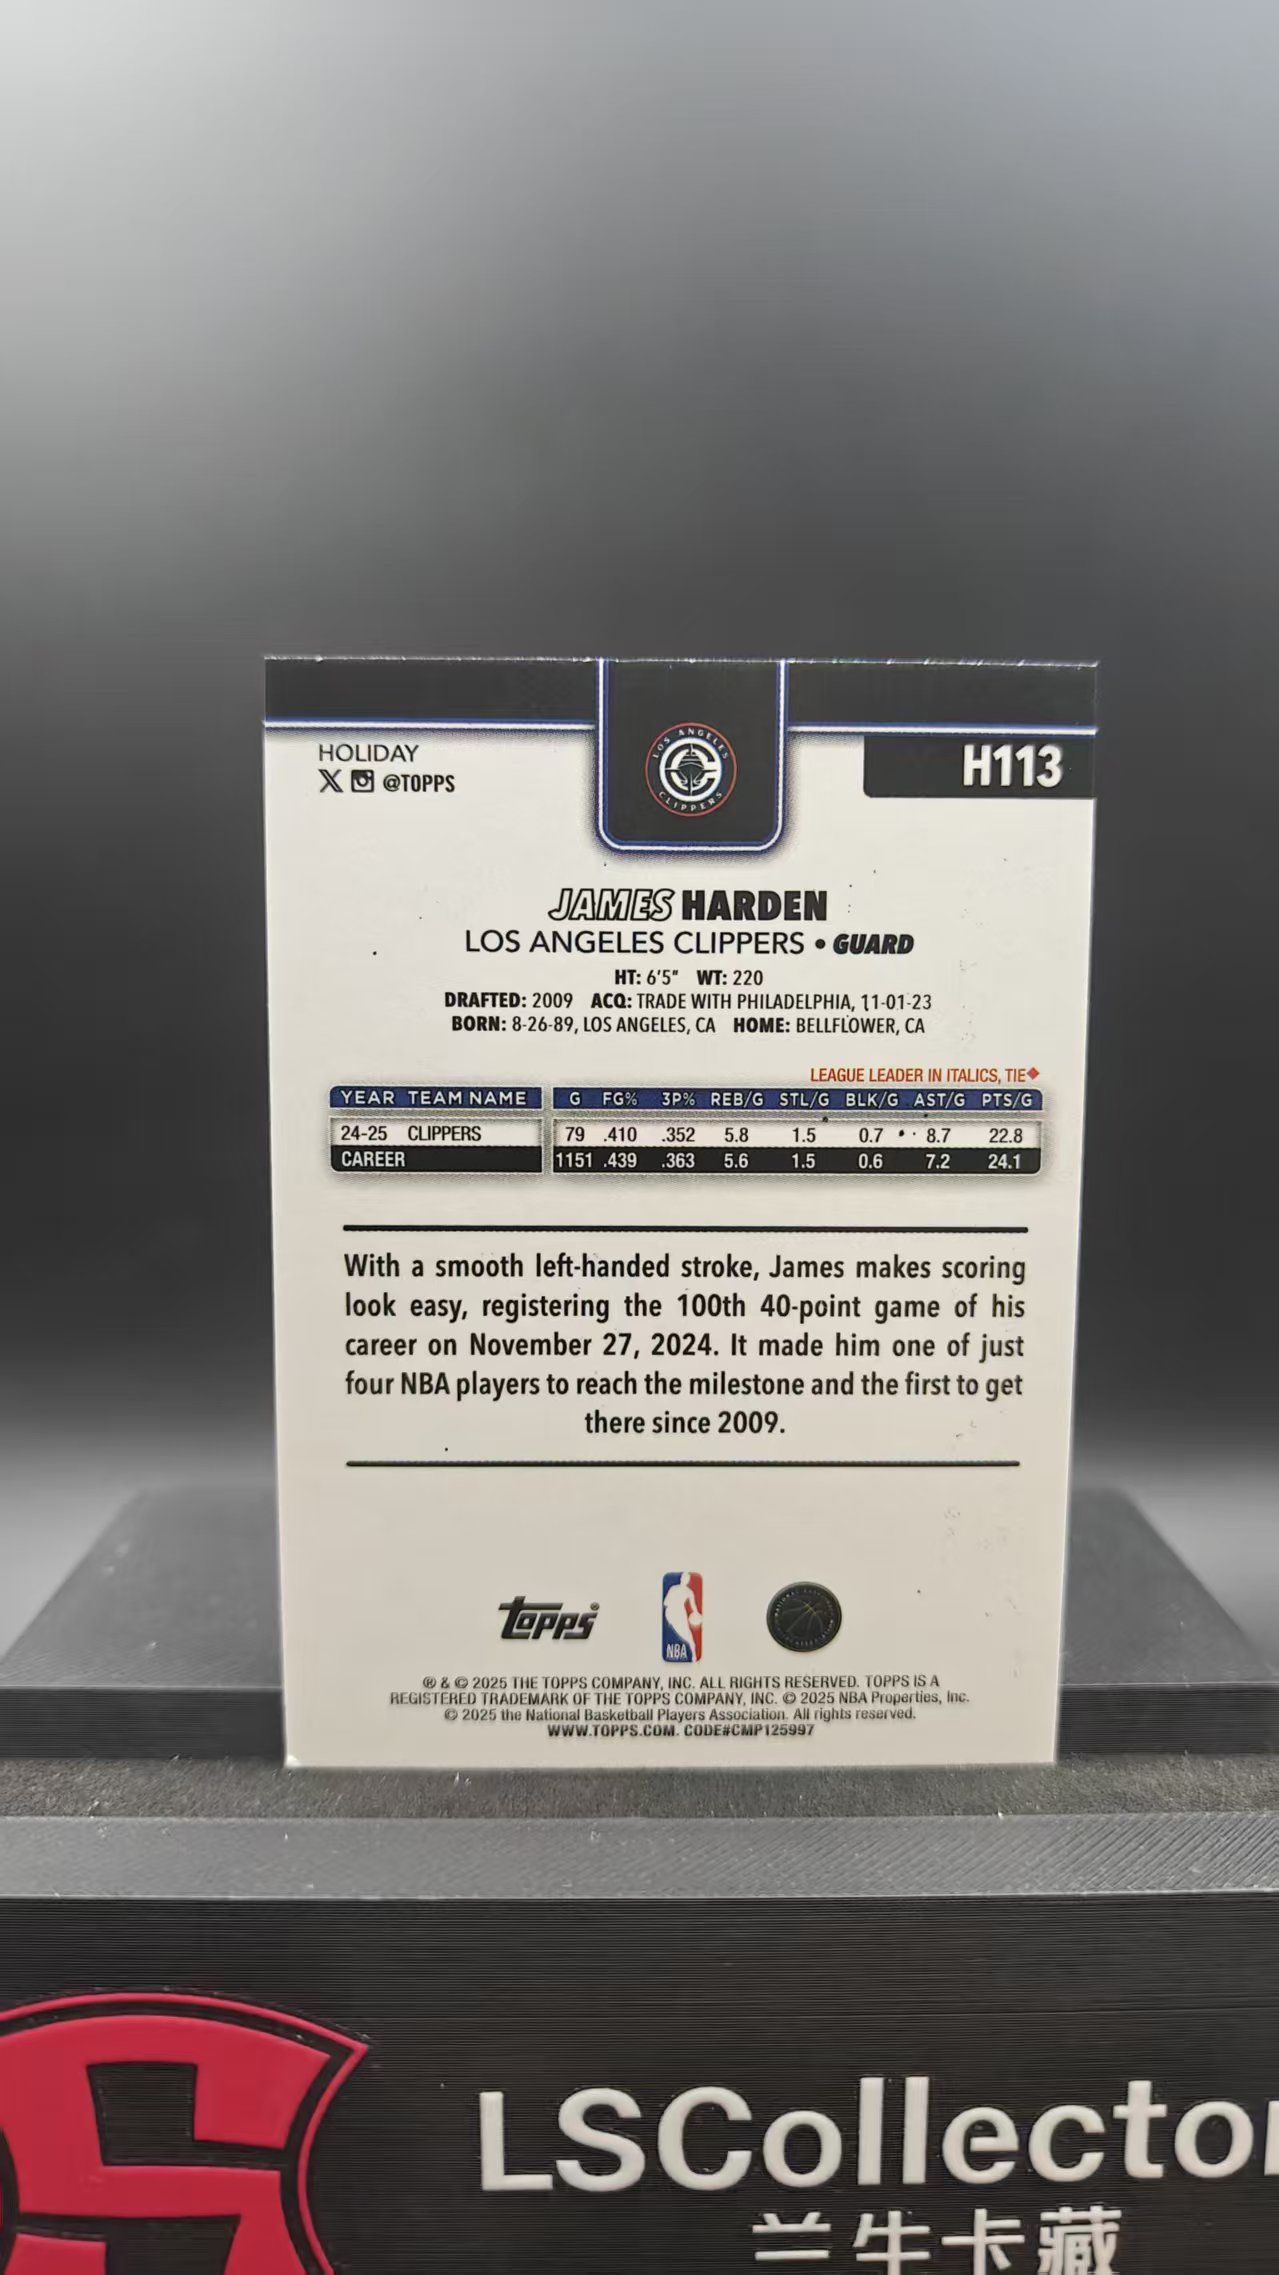 HOLIDAY
X @TOPPS
LOS ANGELES
CLIPPERS
H113
JAMES HARDEN
LOS ANGELES CLIPPERS • GUARD
HT: 6'5" WT: 220
DRAFTED: 2009 ACQ: TRADE WITH PHILADELPHIA, 11-01-23
BORN: 8-26-89, LOS ANGELES, CA HOME: BELLFLOWER, CA
LEAGUE LEADER IN ITALICS, TIE◆
YEAR TEAM NAME G FG% 3P% REB/G STL/G BLK/G AST/G PTS/G
24-25 CLIPPERS 79 .410 .352 5.8 1.5 0.7 8.7 22.8
CAREER 1151 .439 .363 5.6 1.5 0.6 7.2 24.1
With a smooth left-handed stroke, James makes scoring
look easy, registering the 100th 40-point game of his
career on November 27, 2024. It made him one of just
four NBA players to reach the milestone and the first to get
there since 2009.
Topps
NBA
® & © 2025 THE TOPPS COMPANY, INC. ALL RIGHTS RESERVED. TOPPS IS A
REGISTERED TRADEMARK OF THE TOPPS COMPANY, INC. © 2025 NBA Properties, Inc.
© 2025 the National Basketball Players Association. All rights reserved.
WWW.TOPPS.COM. CODE#CMP125997
LSCollector
兰生卡藏